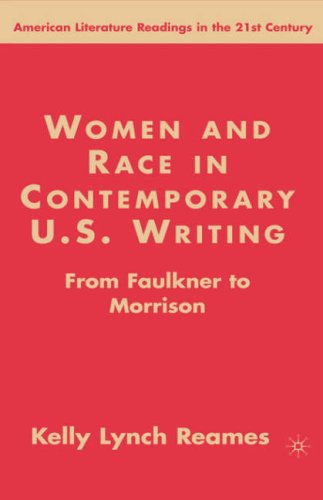 American Literature Readings in the 21st Century
Women and
Race in
Contemporary
U.S. Writing
From Faulkner to
Morrison
Kelly Lynch Reames